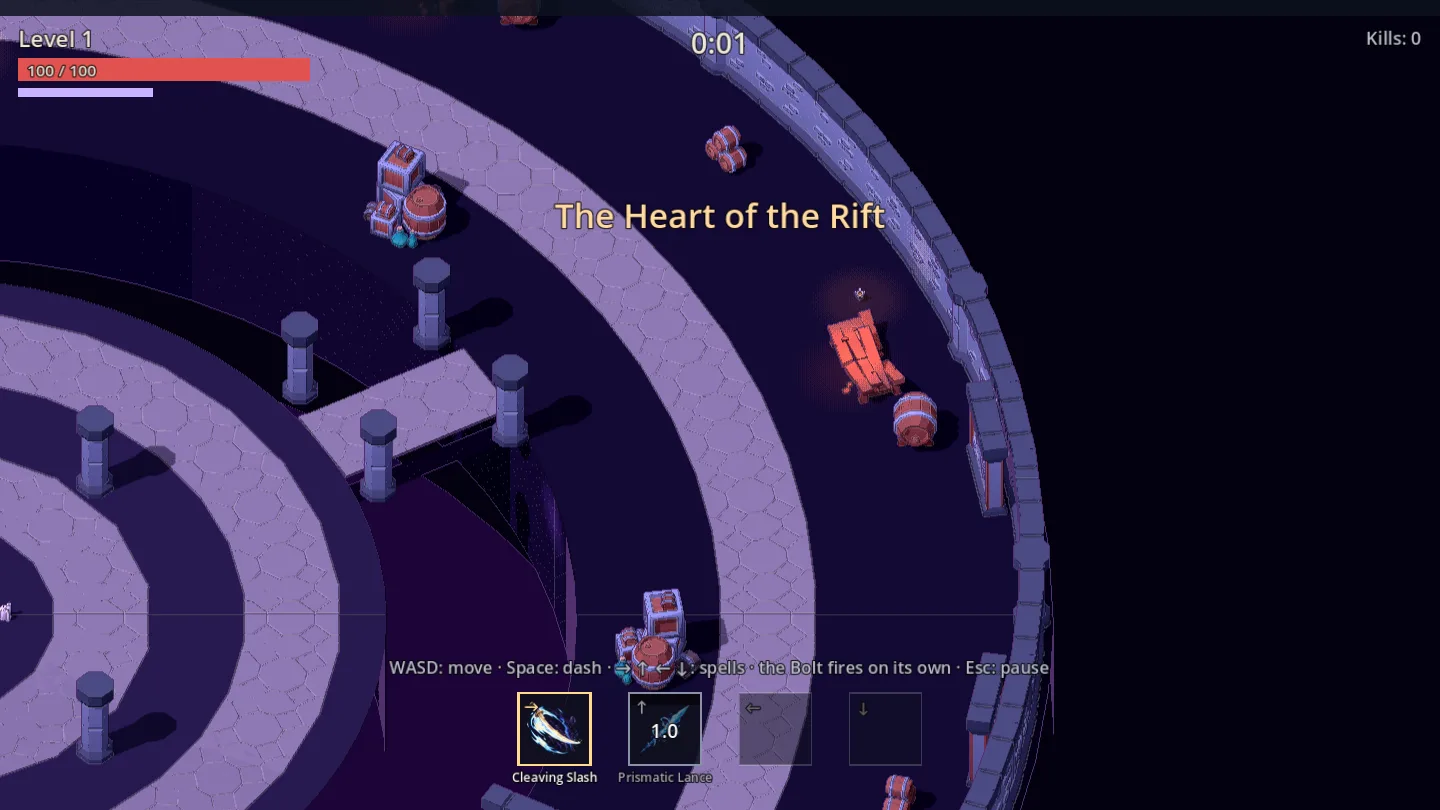 Level 1
0:01
Kills: 0
100 / 100
The Heart of the Rift
WASD: move · Space: dash · → ↑ ← ↓: spells · the Bolt fires on its own · Esc: pause
→
↑
←
↓
1.0
Cleaving Slash
Prismatic Lance